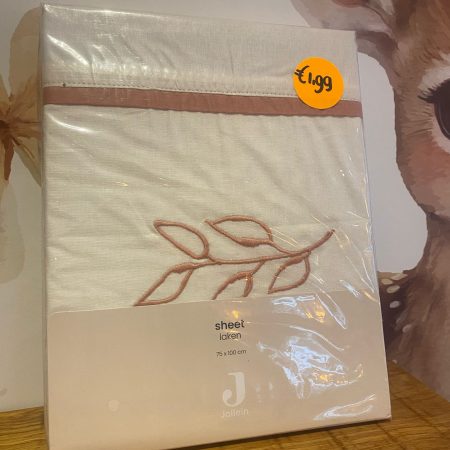 €1,99
sheet
laken
75 x 100 cm
J
Jollein